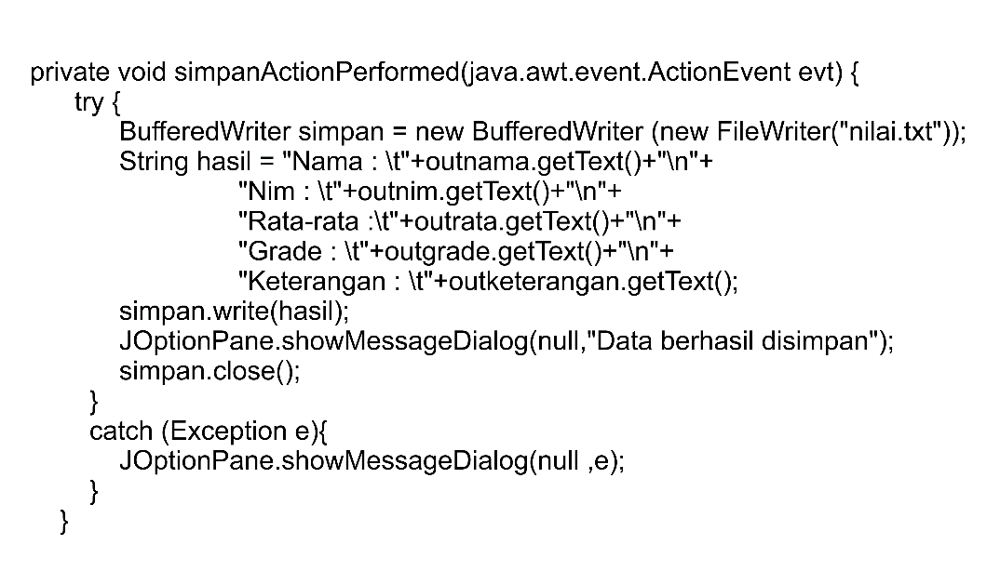 private void simpanActionPerformed(java.awt.event.ActionEvent evt) {
try {
BufferedWriter simpan = new BufferedWriter (new FileWriter("nilai.txt"));
String hasil = "Nama : \t"+outnama.getText()+"\n"+
"Nim : \t"+outnim.getText()+"\n"+
"Rata-rata :\t"+outrata.getText()+"\n"+
"Grade : \t"+outgrade.getText()+"\n"+
"Keterangan : \t"+outketerangan.getText();
simpan.write(hasil);
JOptionPane.showMessageDialog(null,"Data berhasil disimpan");
simpan.close();
}
catch (Exception e){
JOptionPane.showMessageDialog(null ,e);
}
}